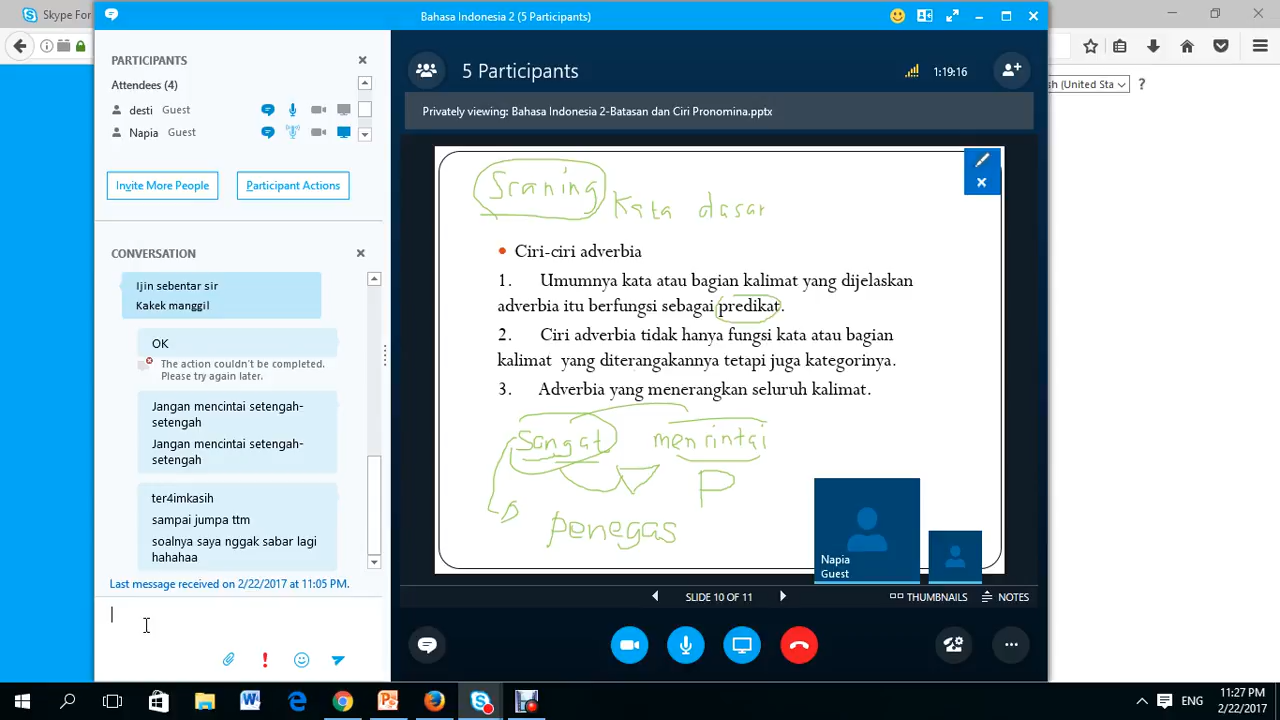 Skype For
Bahasa Indonesia 2 (5 Participants)
PARTICIPANTS
Attendees (4)
desti Guest
Napia Guest
Invite More People
Participant Actions
CONVERSATION
Ijin sebentar sir
Kakek manggil
OK
The action couldn't be completed.
Please try again later.
Jangan mencintai setengah-
setengah
Jangan mencintai setengah-
setengah
ter4imkasih
sampai jumpa ttm
soalnya saya nggak sabar lagi
hahahaa
Last message received on 2/22/2017 at 11:05 PM.
5 Participants
1:19:16
Privately viewing: Bahasa Indonesia 2-Batasan dan Ciri Pronomina.pptx
h (United Sta
?
Sraning kata dasar
• Ciri-ciri adverbia
1. Umumnya kata atau bagian kalimat yang dijelaskan
adverbia itu berfungsi sebagai predikat.
2. Ciri adverbia tidak hanya fungsi kata atau bagian
kalimat yang diterangakannya tetapi juga kategorinya.
3. Adverbia yang menerangkan seluruh kalimat.
Sangat mencintai
P
penegas
Napia
Guest
SLIDE 10 OF 11
THUMBNAILS
NOTES
ENG
11:27 PM
2/22/2017